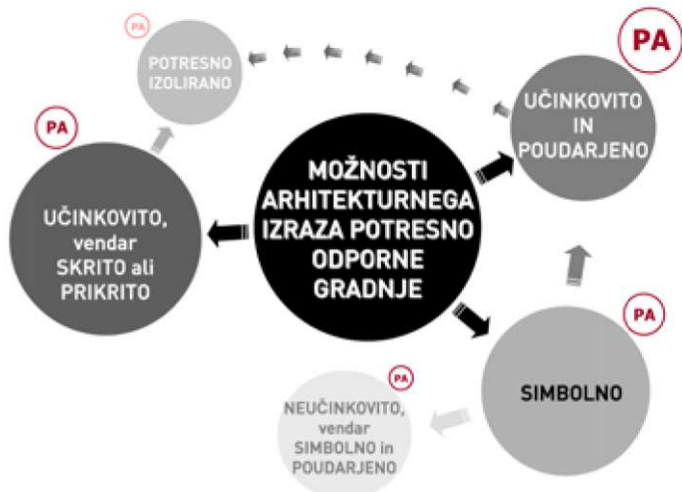 PA
POTRESNO
IZOLIRANO
PA
UČINKOVITO
IN
POUDARJENO
PA
UČINKOVITO,
vendar
SKRITO ali
PRIKRITO
MOŽNOSTI
ARHITEKTURNEGA
IZRAZA POTRESNO
ODPORNE
GRADNJE
PA
SIMBOLNO
PA
NEUČINKOVITO,
vendar
SIMBOLNO in
POUDARJENO